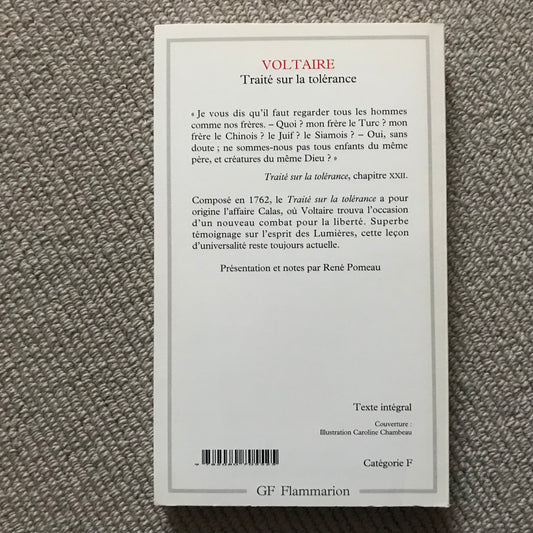 VOLTAIRE
Traité sur la tolérance
« Je vous dis qu'il faut regarder tous les hommes
comme nos frères. – Quoi ? mon frère le Turc ? mon
frère le Chinois ? le Juif ? le Siamois ? – Oui, sans
doute ; ne sommes-nous pas tous enfants du même
père, et créatures du même Dieu ? »
Traité sur la tolérance, chapitre XXII.
Composé en 1762, le Traité sur la tolérance a pour
origine l'affaire Calas, où Voltaire trouva l'occasion
d'un nouveau combat pour la liberté. Superbe
témoignage sur l'esprit des Lumières, cette leçon
d'universalité reste toujours actuelle.
Présentation et notes par René Pomeau
Texte intégral
Couverture :
Illustration Caroline Chambeau
Catégorie F
GF Flammarion